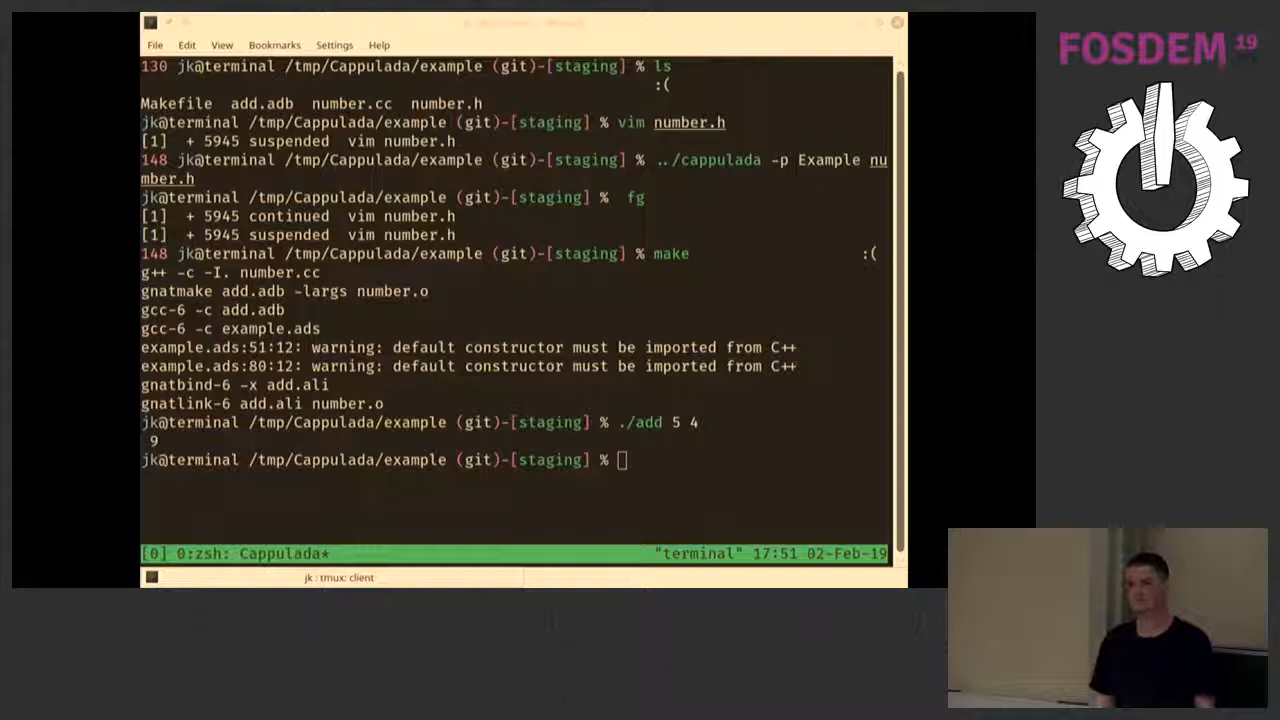 File Edit View Bookmarks Settings Help
130 jk@terminal /tmp/Cappulada/example (git)-[staging] % ls
:(
Makefile add.adb number.cc number.h
jk@terminal /tmp/Cappulada/example (git)-[staging] % vim number.h
[1] + 5945 suspended vim number.h
148 jk@terminal /tmp/Cappulada/example (git)-[staging] % ../cappulada -p Example nu
mber.h
jk@terminal /tmp/Cappulada/example (git)-[staging] % fg
[1] + 5945 continued vim number.h
[1] + 5945 suspended vim number.h
148 jk@terminal /tmp/Cappulada/example (git)-[staging] % make :(
g++ -c -I. number.cc
gnatmake add.adb -largs number.o
gcc-6 -c add.adb
gcc-6 -c example.ads
example.ads:51:12: warning: default constructor must be imported from C++
example.ads:80:12: warning: default constructor must be imported from C++
gnatbind-6 -x add.ali
gnatlink-6 add.ali number.o
jk@terminal /tmp/Cappulada/example (git)-[staging] % ./add 5 4
9
jk@terminal /tmp/Cappulada/example (git)-[staging] %
[0] 0:zsh: Cappulada* "terminal" 17:51 02-Feb-19
jk : tmux: client
FOSDEM 19